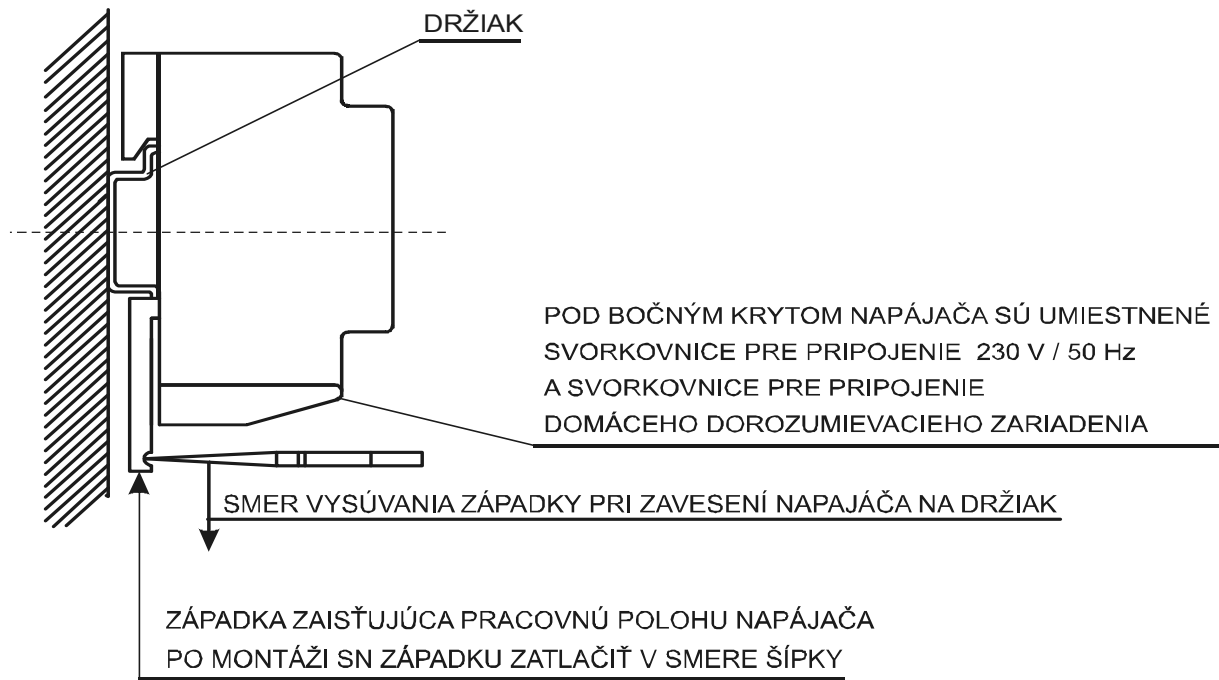 DRŽIAK
POD BOČNÝM KRYTOM NAPÁJAČA SÚ UMIESTNENÉ
SVORKOVNICE PRE PRIPOJENIE 230 V / 50 Hz
A SVORKOVNICE PRE PRIPOJENIE
DOMÁCEHO DOROZUMIEVACIEHO ZARIADENIA
SMER VYSÚVANIA ZÁPADKY PRI ZAVESENÍ NAPAJÁČA NA DRŽIAK
ZÁPADKA ZAISŤUJÚCA PRACOVNÚ POLOHU NAPÁJAČA
PO MONTÁŽI SN ZÁPADKU ZATLAČIŤ V SMERE ŠÍPKY